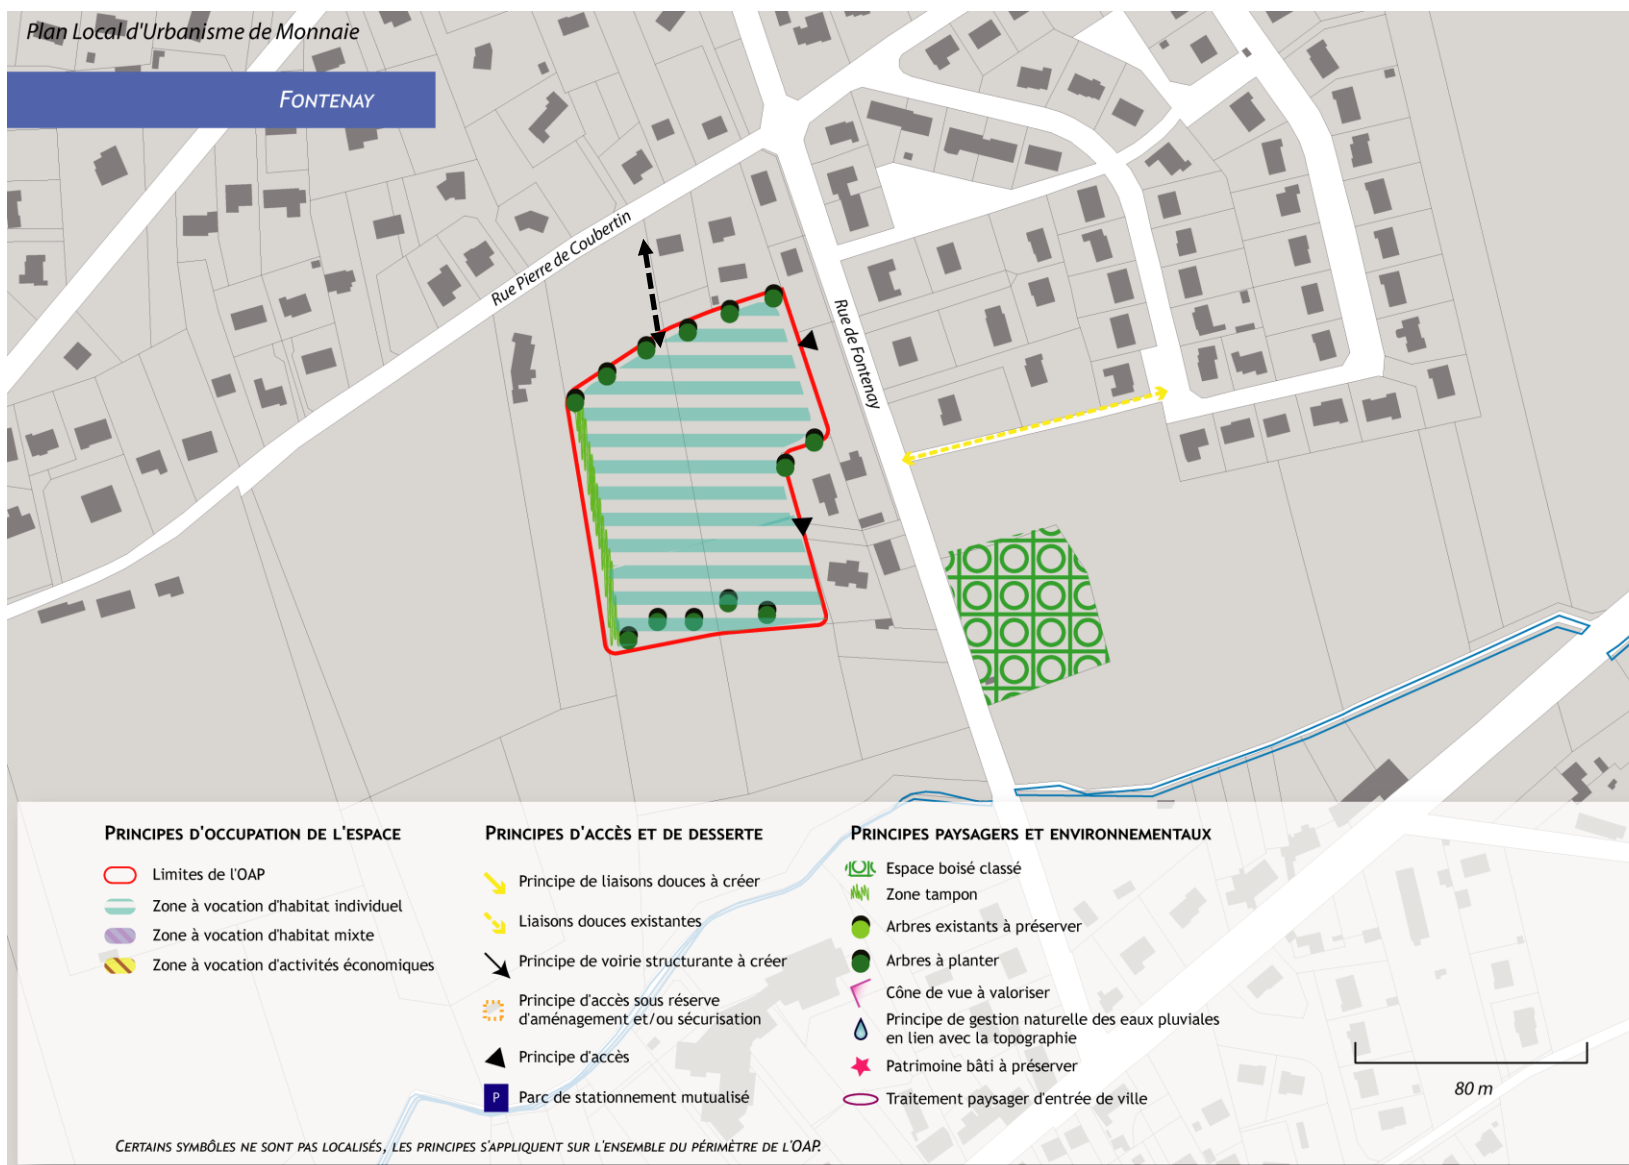 Plan Local d'Urbanisme de Monnaie
FONTENAY
Rue Pierre de Coubertin
Rue de Fontenay
PRINCIPES D'OCCUPATION DE L'ESPACE
Limites de l'OAP
Zone à vocation d'habitat individuel
Zone à vocation d'habitat mixte
Zone à vocation d'activités économiques
PRINCIPES D'ACCÈS ET DE DESSERTE
Principe de liaisons douces à créer
Liaisons douces existantes
Principe de voirie structurante à créer
Principe d'accès sous réserve
d'aménagement et/ou sécurisation
Principe d'accès
P
Parc de stationnement mutualisé
PRINCIPES PAYSAGERS ET ENVIRONNEMENTAUX
Espace boisé classé
Zone tampon
Arbres existants à préserver
Arbres à planter
Cône de vue à valoriser
Principe de gestion naturelle des eaux pluviales
en lien avec la topographie
Patrimoine bâti à préserver
Traitement paysager d'entrée de ville
80 m
CERTAINS SYMBÔLES NE SONT PAS LOCALISÉS, LES PRINCIPES S'APPLIQUENT SUR L'ENSEMBLE DU PÉRIMÈTRE DE L'OAP.